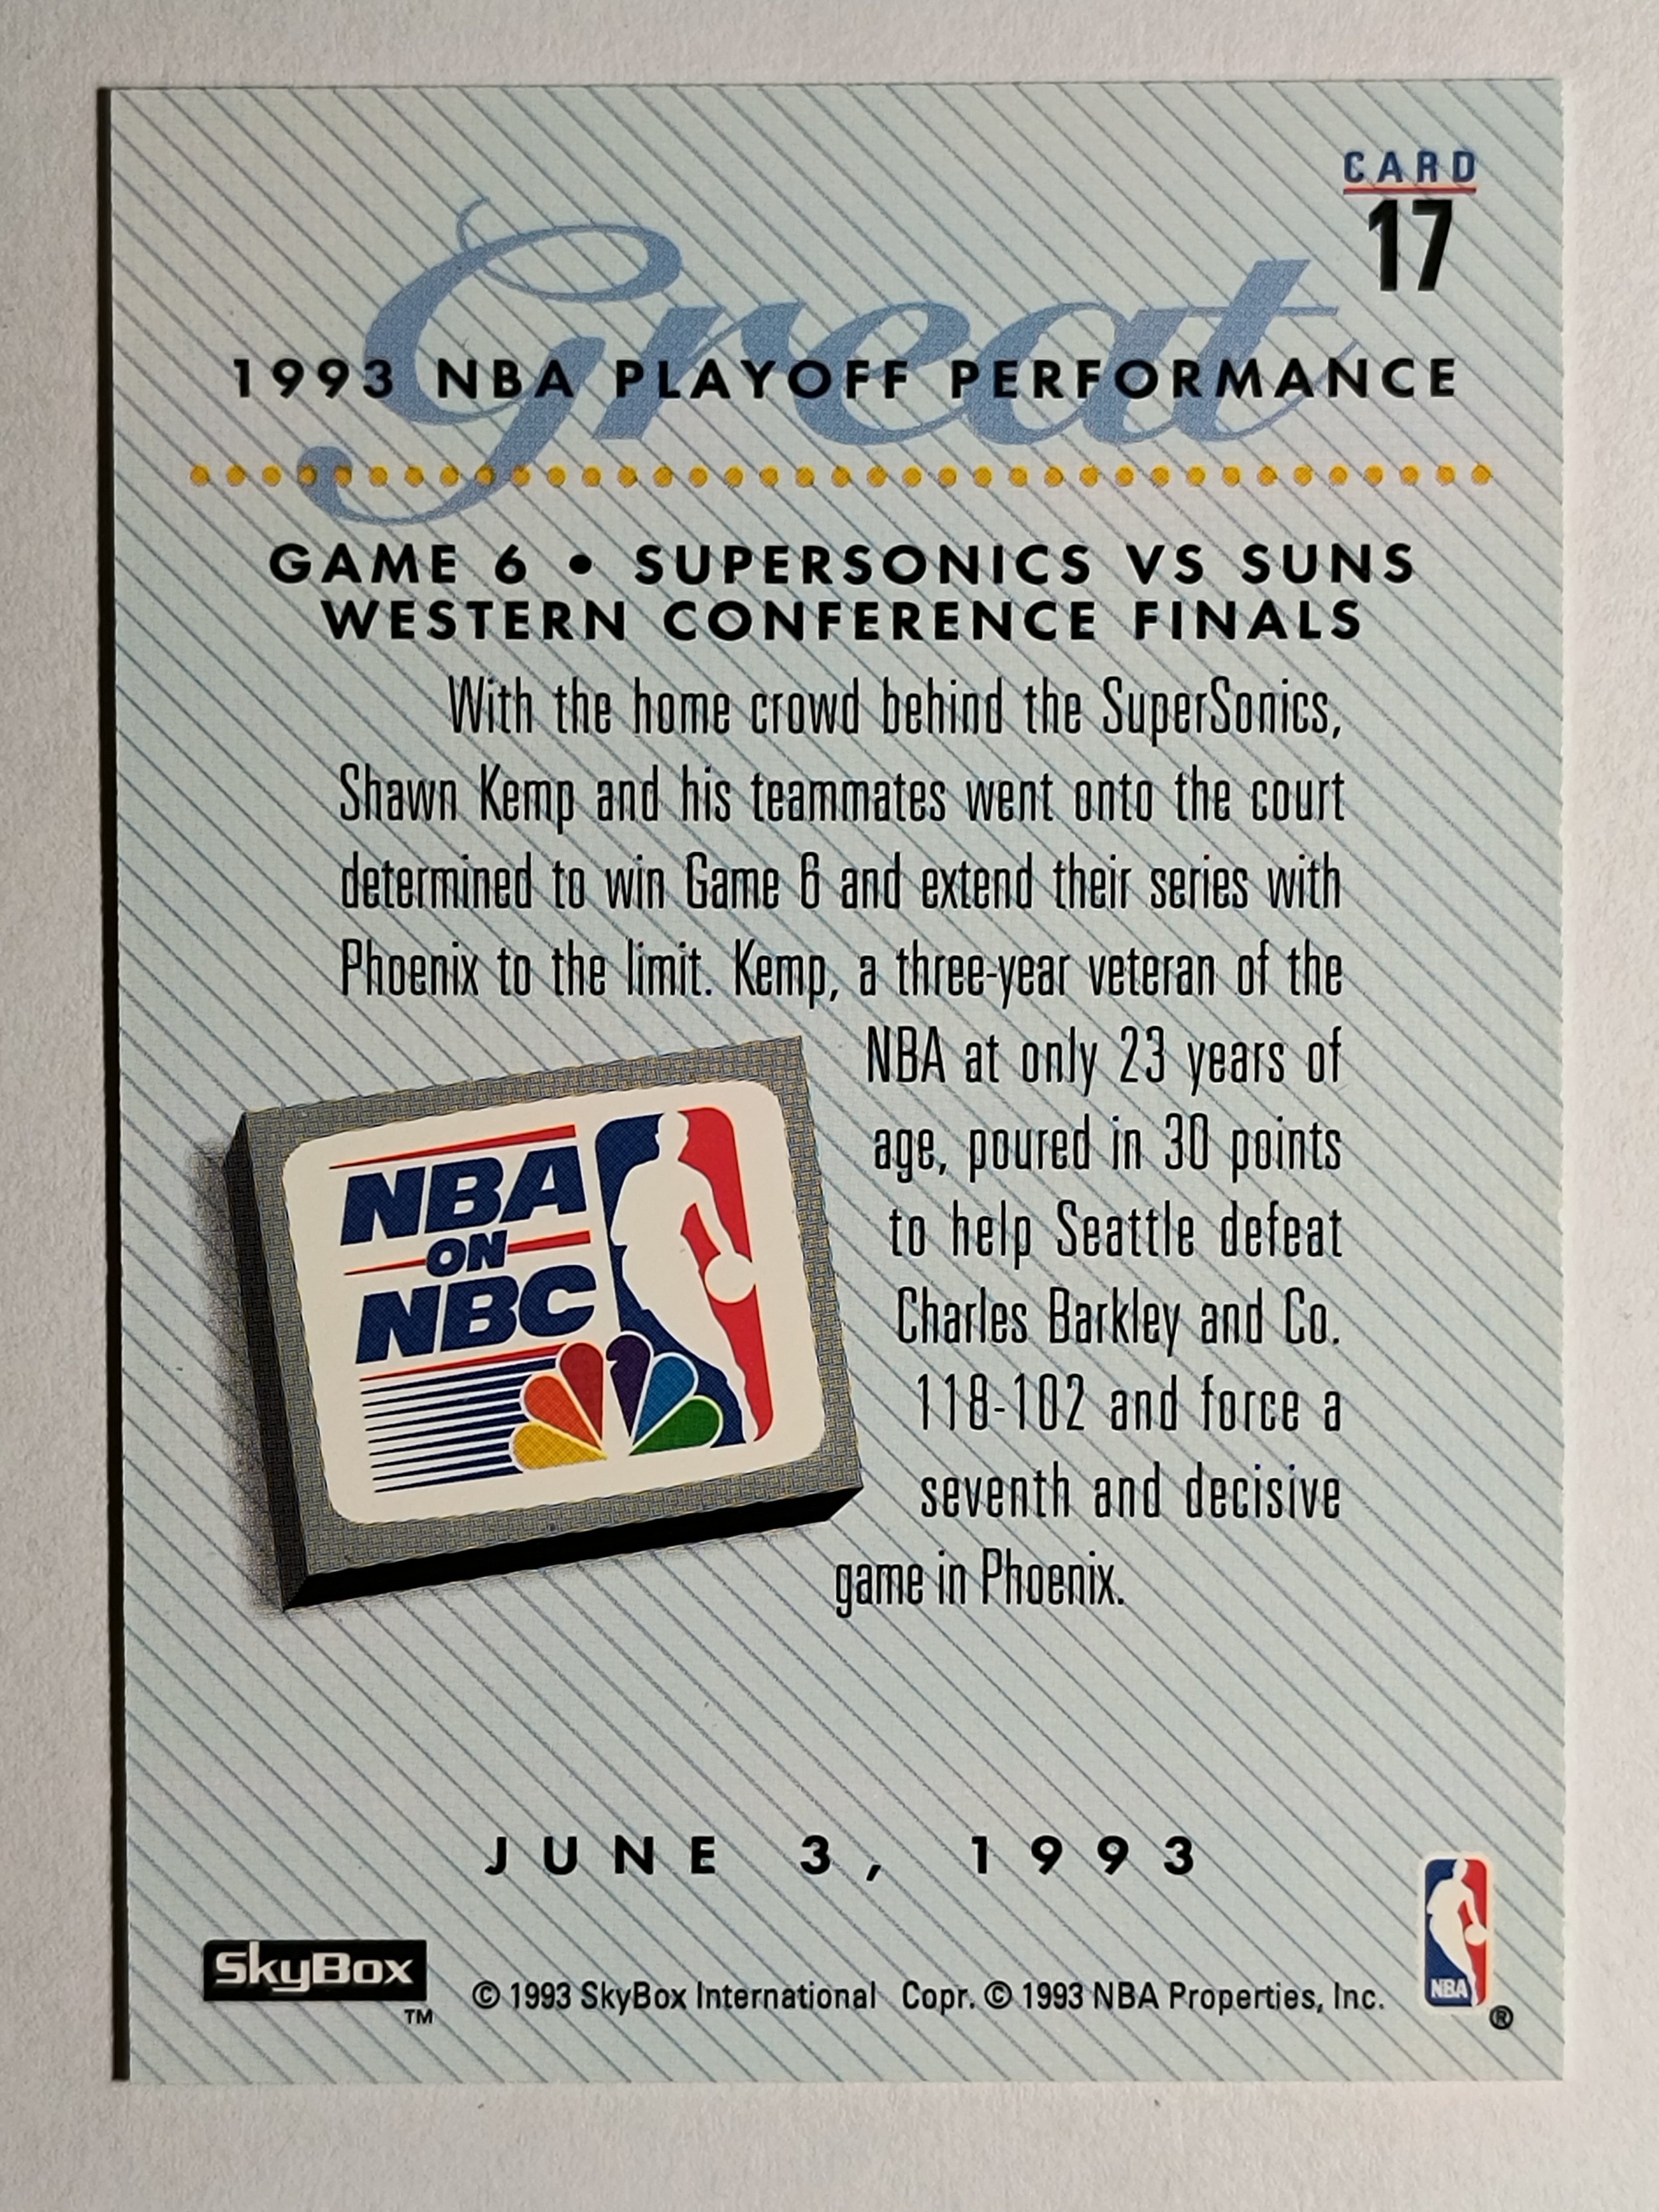 CARD
17
Great
1993 NBA PLAYOFF PERFORMANCE
GAME 6 • SUPERSONICS VS SUNS
WESTERN CONFERENCE FINALS
With the home crowd behind the SuperSonics,
Shawn Kemp and his teammates went onto the court
determined to win Game 6 and extend their series with
Phoenix to the limit. Kemp, a three-year veteran of the
NBA at only 23 years of
age, poured in 30 points
to help Seattle defeat
Charles Barkley and Co.
118-102 and force a
seventh and decisive
game in Phoenix.
NBA
ON
NBC
JUNE 3, 1993
SkyBox
TM
© 1993 SkyBox International Copr. © 1993 NBA Properties, Inc.
NBA
®